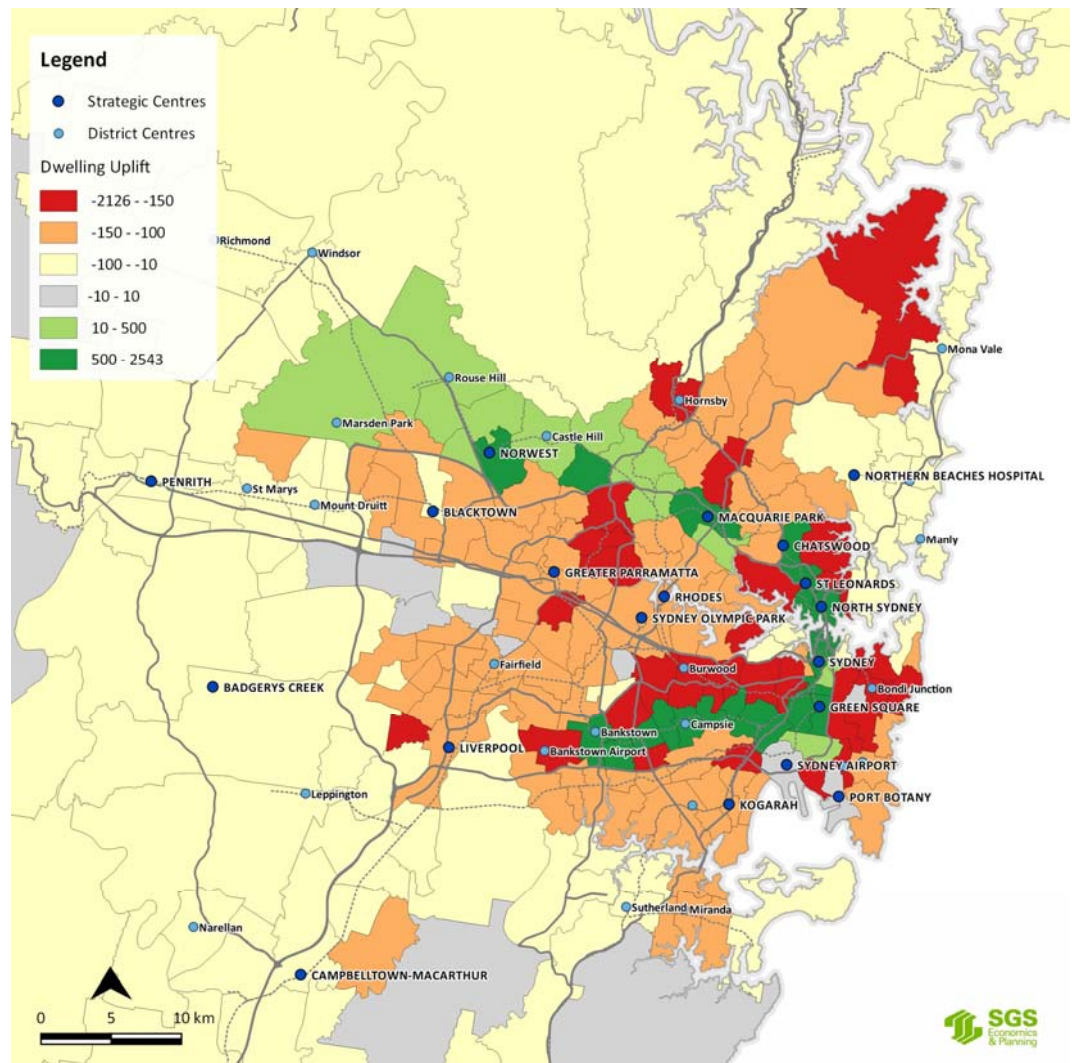 Legend
Strategic Centres
District Centres
Dwelling Uplift
-2126 - -150
-150 - -100
-100 - -10
-10 - 10
10 - 500
500 - 2543
Richmond
Windsor
Mona Vale
Rouse Hill
Hornsby
Marsden Park
Castle Hill
NORWEST
NORTHERN BEACHES HOSPITAL
PENRITH
St Marys
Mount Druitt
BLACKTOWN
MACQUARIE PARK
Manly
CHATSWOOD
GREATER PARRAMATTA
ST LEONARDS
RHODES
NORTH SYDNEY
SYDNEY OLYMPIC PARK
Fairfield
Burwood
SYDNEY
BADGERYS CREEK
Bondi Junction
GREEN SQUARE
Campsie
Bankstown
LIVERPOOL
Bankstown Airport
SYDNEY AIRPORT
Leppington
KOGARAH
PORT BOTANY
Sutherland
Miranda
Narellan
CAMPBELLTOWN-MACARTHUR
0 5 10 km
SGS
Economics
& Planning